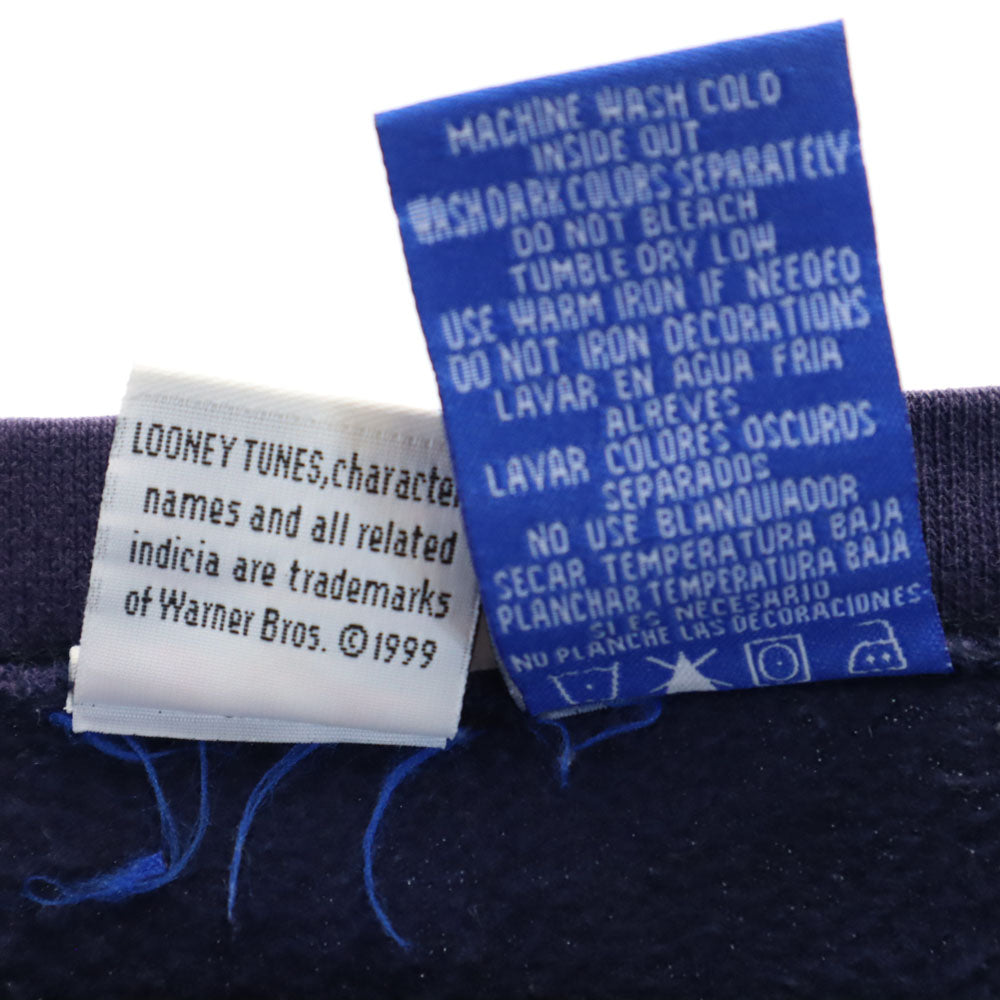 MACHINE WASH COLD
INSIDE OUT
WASH DARK COLORS SEPARATELY
DO NOT BLEACH
TUMBLE DRY LOW
USE WARM IRON IF NEEDED
DO NOT IRON DECORATIONS
LAVAR EN AGUA FRIA
ALREVES
LAVAR COLORES OSCUROS
SEPARADOS
NO USE BLANQUIADOR
SECAR TEMPERATURA BAJA
PLANCHAR TEMPERATURA BAJA
SI ES NECESARIO
NO PLANCHE LAS DECORACIONES
LOONEY TUNES, character
names and all related
indicia are trademarks
of Warner Bros. ©1999